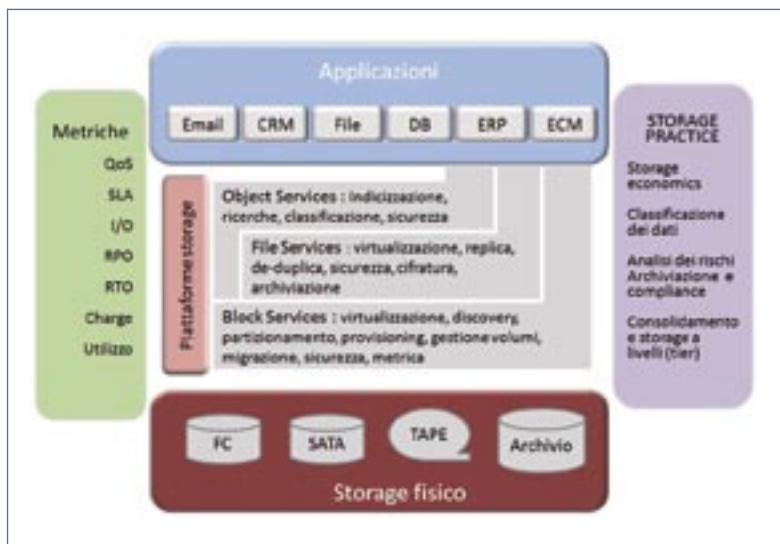 Applicazioni
Email
CRM
File
DB
ERP
ECM
Metriche
QoS
SLA
I/O
RPO
RTO
Charge
Utilizzo
Piattaforme storage
Object Services : indicizzazione,
ricerche, classificazione, sicurezza
File Services : virtualizzazione, replica,
de-duplica, sicurezza, cifratura,
archiviazione
Block Services : virtualizzazione, discovery,
partizionamento, provisioning, gestione volumi,
migrazione, sicurezza, metrica
STORAGE
PRACTICE
Storage
economics
Classificazione
dei dati
Analisi dei rischi
Archiviazione e
compliance
Consolidamento
e storage a
livelli (tier)
FC
SATA
TAPE
Archivio
Storage fisico